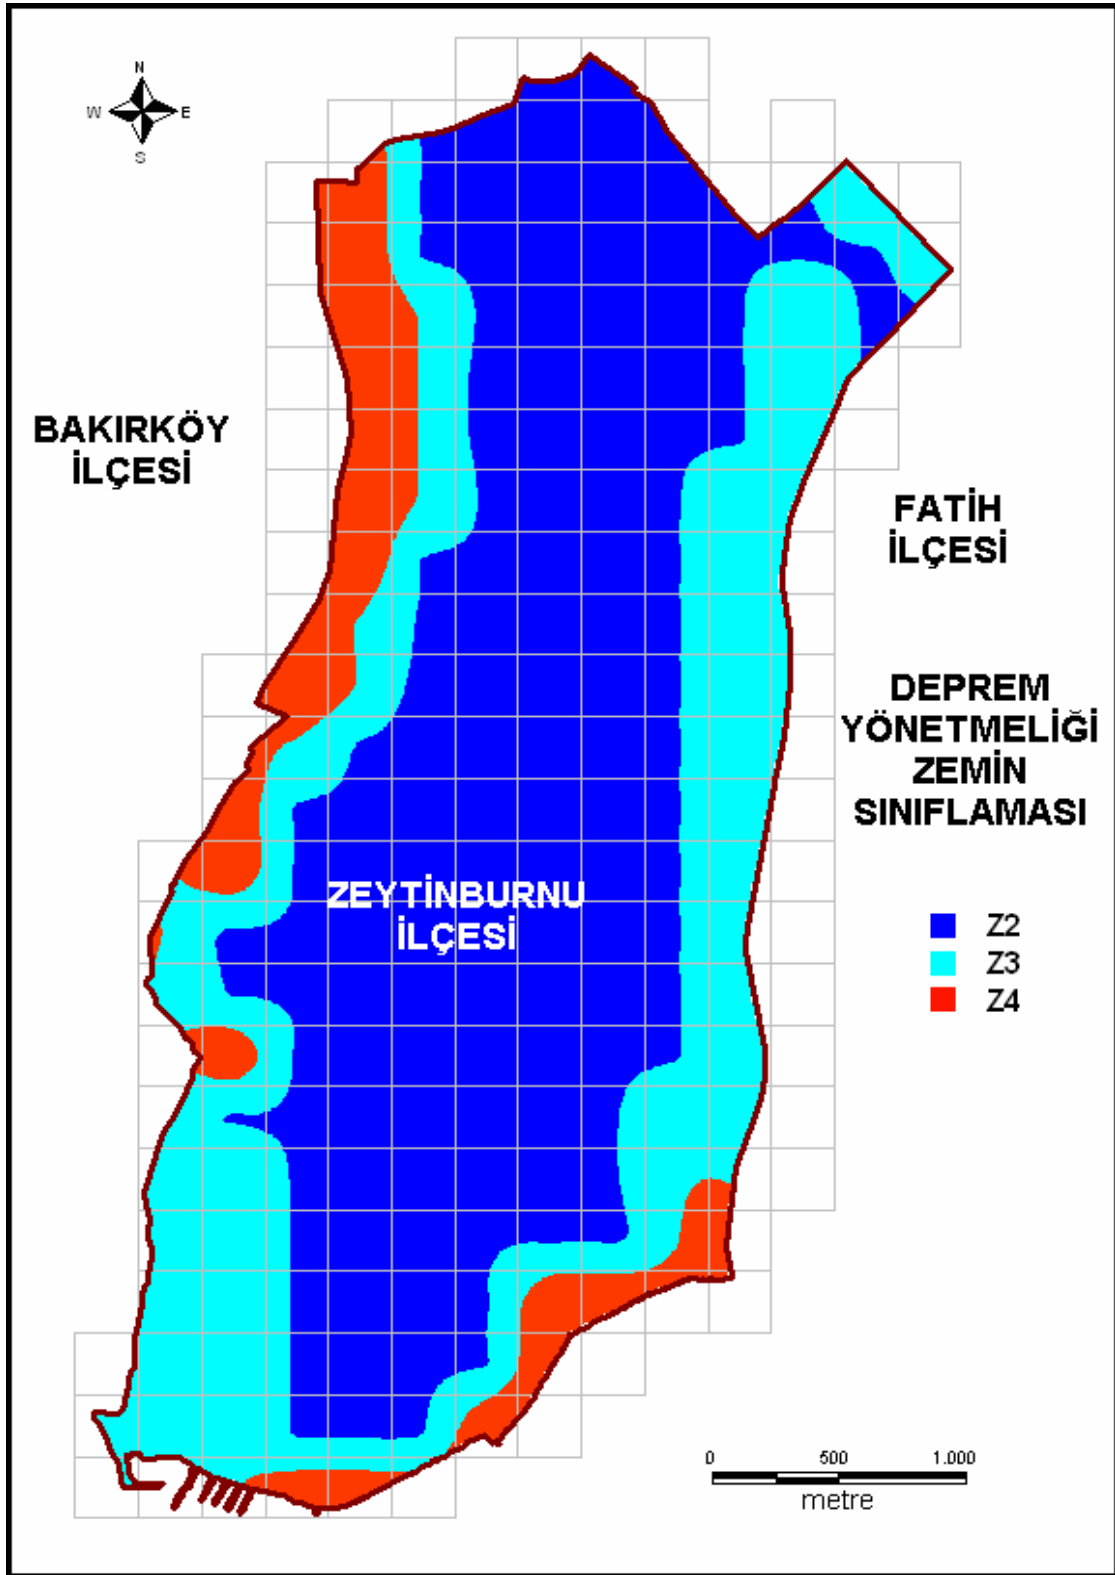 N
W E
S
BAKIRKÖY
İLÇESİ
FATİH
İLÇESİ
DEPREM
YÖNETMELİĞİ
ZEMİN
SINIFLAMASI
ZEYTİNBURNU
İLÇESİ
Z2
Z3
Z4
0 500 1.000
metre